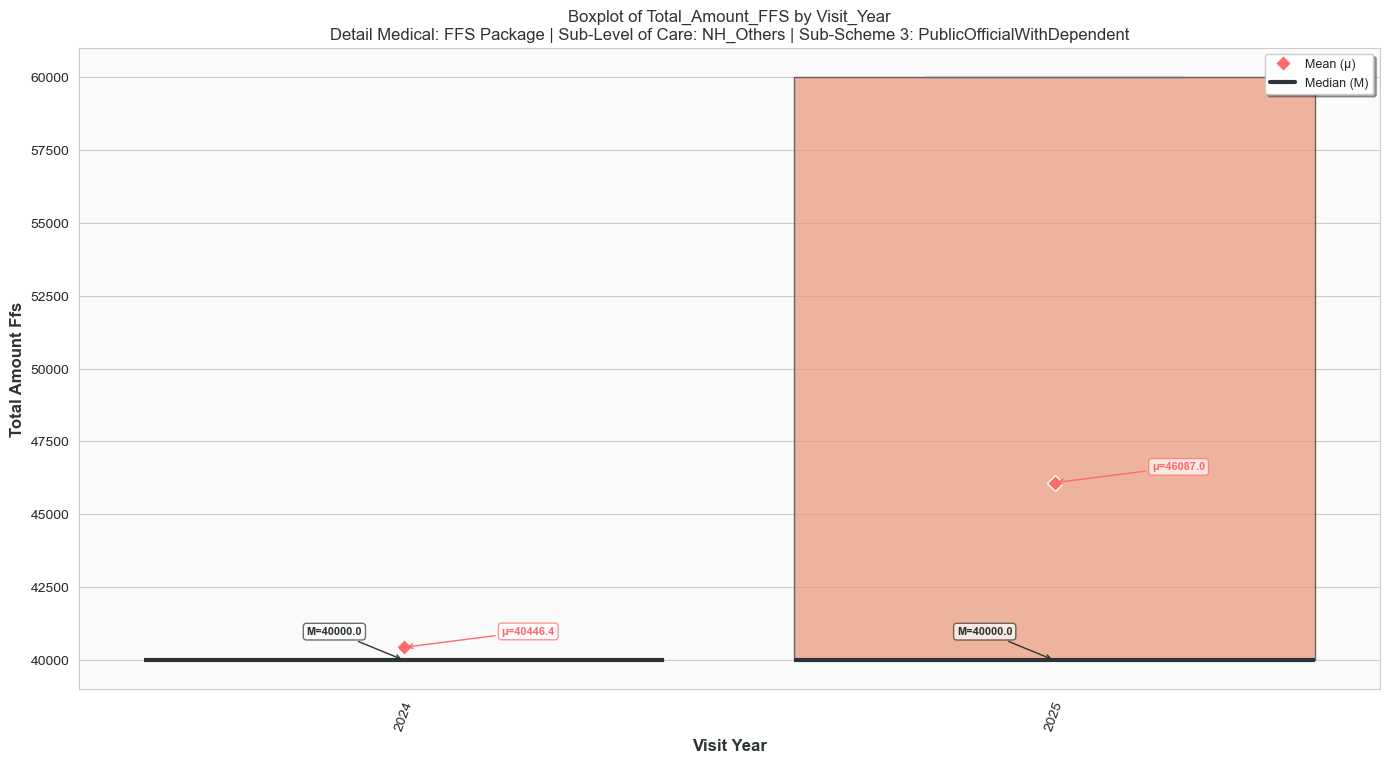 Boxplot of Total_Amount_FFS by Visit_Year
Detail Medical: FFS Package | Sub-Level of Care: NH_Others | Sub-Scheme 3: PublicOfficialWithDependent
Mean (μ)
Median (M)
60000
57500
55000
52500
50000
47500
45000
42500
40000
Total Amount Ffs
M=40000.0
μ=40446.4
μ=46087.0
M=40000.0
2024
2025
Visit Year